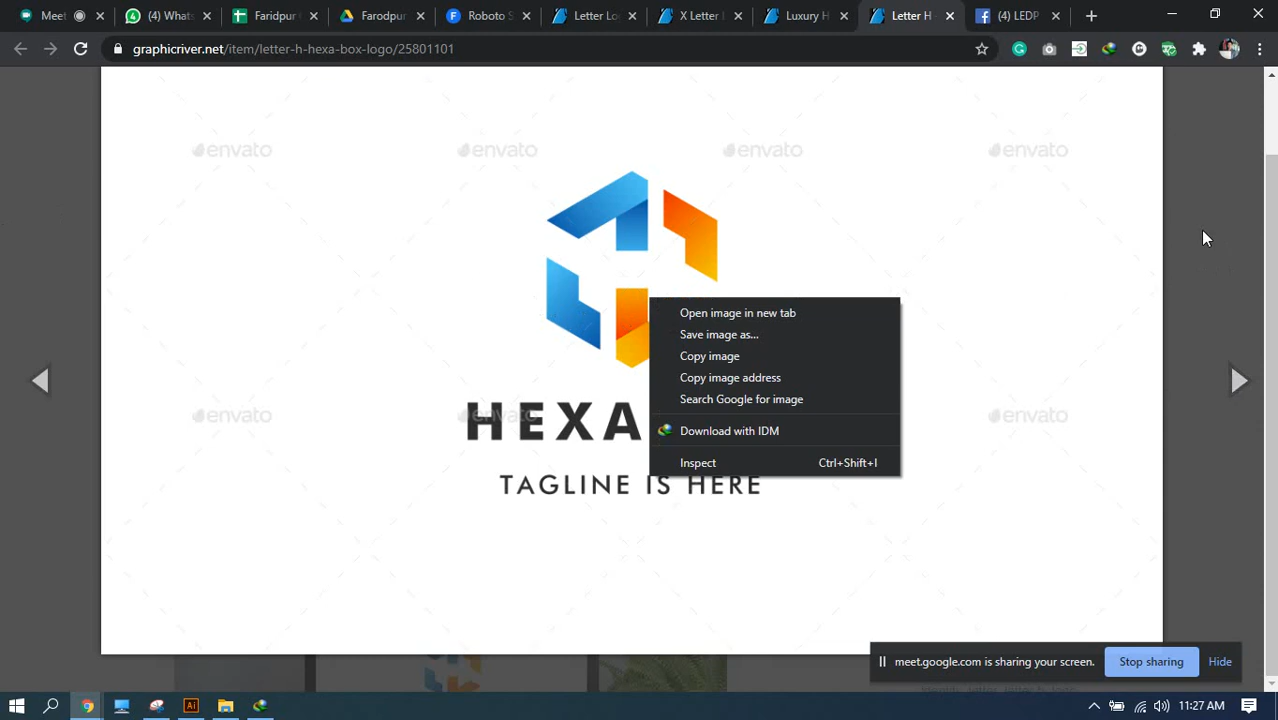 Meet
(4) Whats
Faridpur
Farodpur
Roboto S
Letter Lo
X Letter L
Luxury H
Letter H
(4) LEDP
graphicriver.net/item/letter-h-hexa-box-logo/25801101
envato envato envato envato
Open image in new tab
Save image as...
Copy image
Copy image address
Search Google for image
envato envato envato
HEXA
Download with IDM
Inspect Ctrl+Shift+I
TAGLINE IS HERE
meet.google.com is sharing your screen. Stop sharing Hide
Ai 11:27 AM